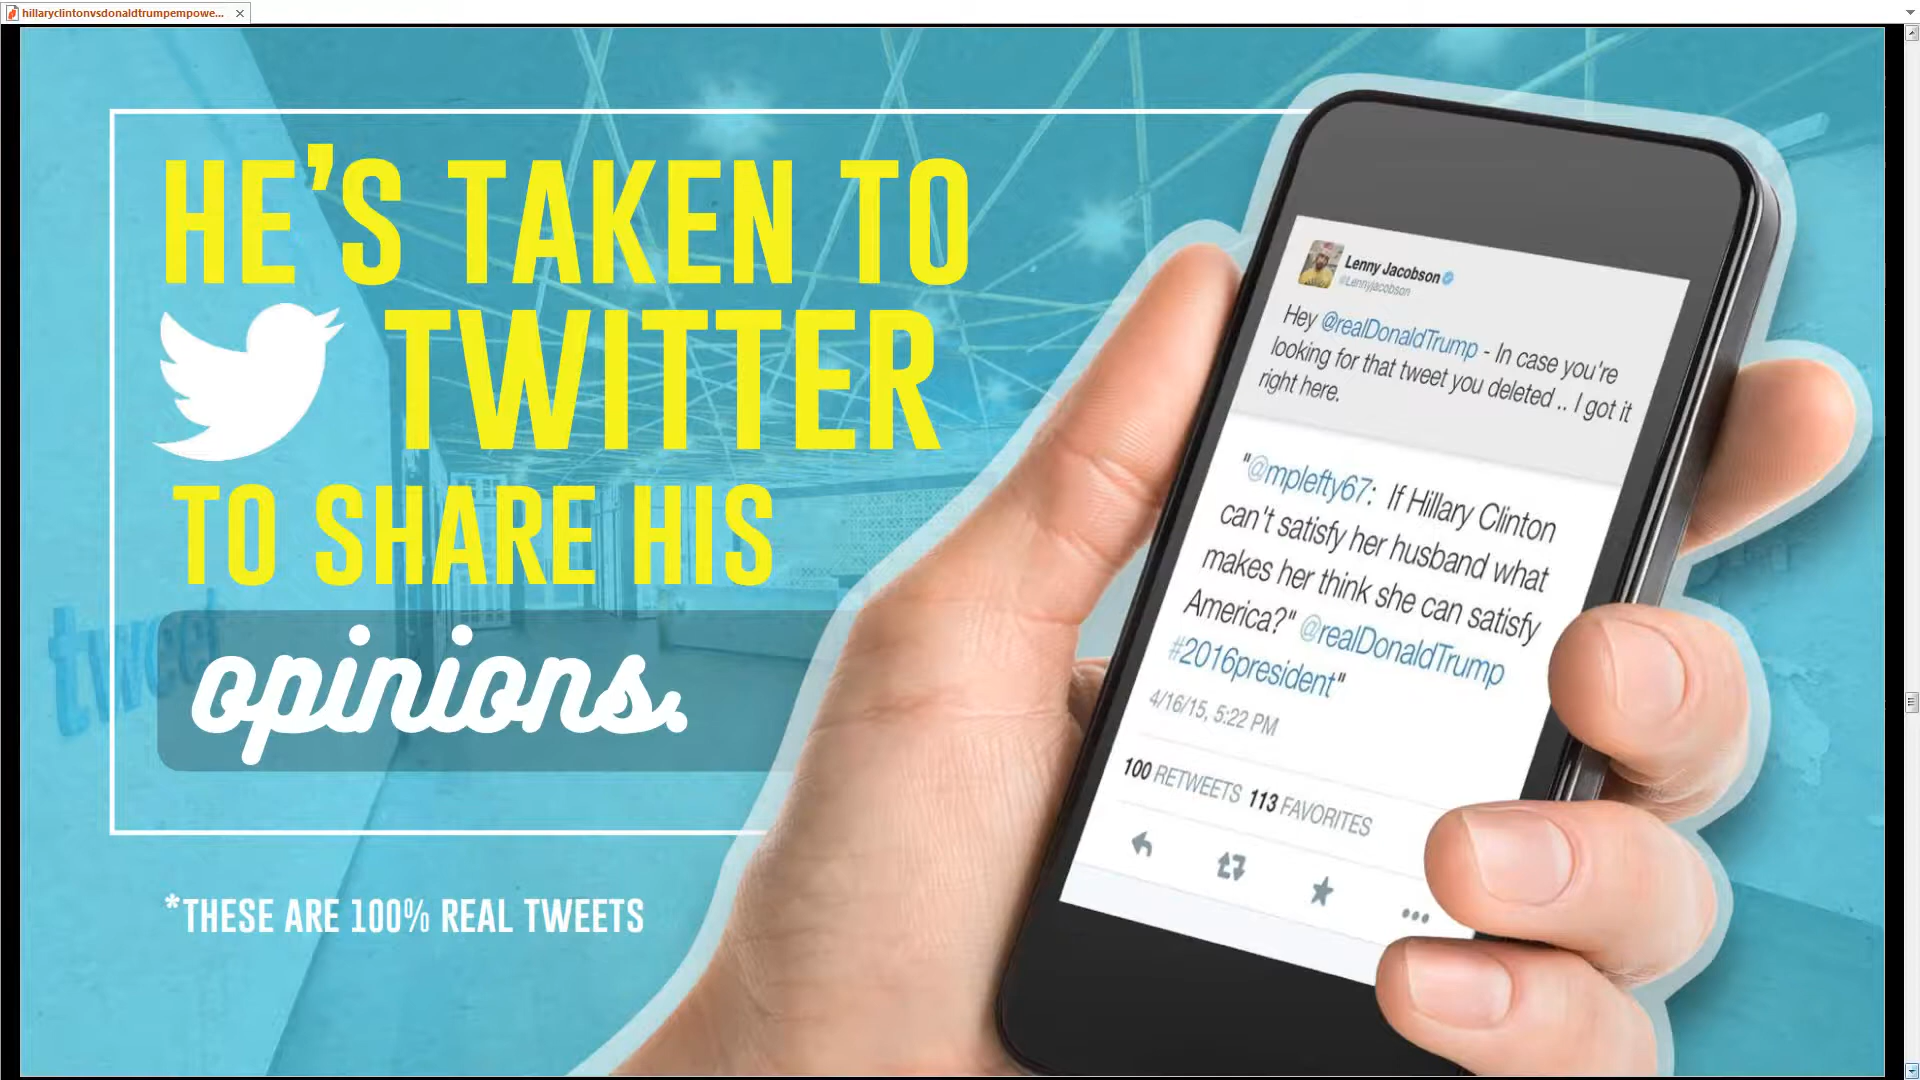 hillaryclintonvsdonaldtrumpempowe...
HE'S TAKEN TO
TWITTER
TO SHARE HIS
opinions.
*THESE ARE 100% REAL TWEETS
tweet
Lenny Jacobson
@Lennyjacobson
Hey @realDonaldTrump - In case you're
looking for that tweet you deleted .. I got it
right here.
"@mplefty67: If Hillary Clinton
can't satisfy her husband what
makes her think she can satisfy
America?" @realDonaldTrump
#2016president"
4/16/15, 5:22 PM
100 RETWEETS 113 FAVORITES